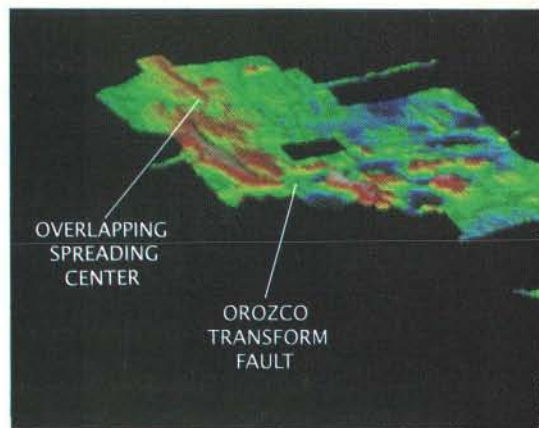 OVERLAPPING
SPREADING
CENTER
OROZCO
TRANSFORM
FAULT